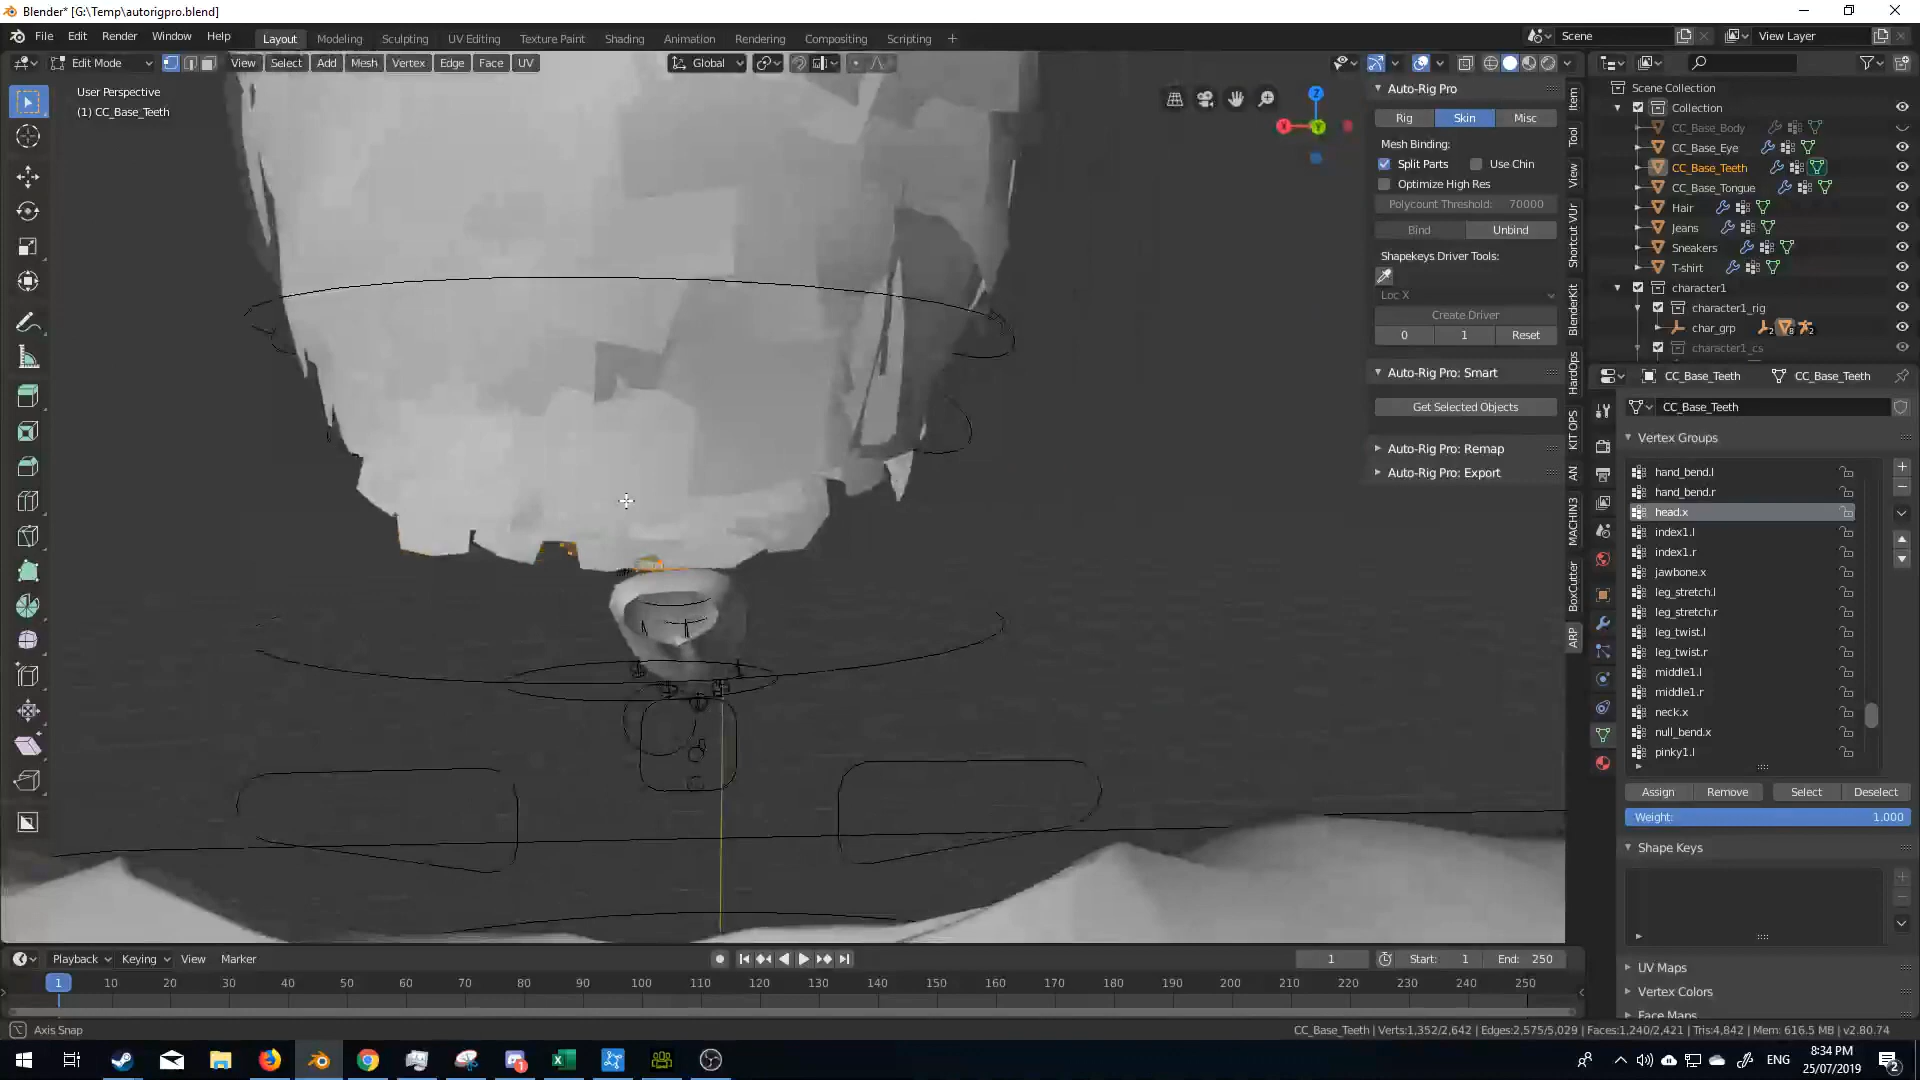 Blender* [G:\Temp\autorigpro.blend]
File Edit Render Window Help
Layout Modeling Sculpting UV Editing Texture Paint Shading Animation Rendering Compositing Scripting
Scene
View Layer
Edit Mode
View Select Add Mesh Vertex Edge Face UV
Global
User Perspective
(1) CC_Base_Teeth
Auto-Rig Pro
Rig Skin Misc
Mesh Binding:
Split Parts Use Chin
Optimize High Res
Polycount Threshold: 70000
Bind Unbind
Shapekeys Driver Tools:
Loc X
Create Driver
0 1 Reset
Auto-Rig Pro: Smart
Get Selected Objects
Auto-Rig Pro: Remap
Auto-Rig Pro: Export
Item
Tool
View
Shortcut VUr
BlenderKit
HardOps
KIT OPS
AN
MACHIN3
BoxCutter
ARP
Scene Collection
Collection
CC_Base_Body
CC_Base_Eye
CC_Base_Teeth
CC_Base_Tongue
Hair
Jeans
Sneakers
T-shirt
character1
character1_rig
char_grp
character1_cs
CC_Base_Teeth CC_Base_Teeth
CC_Base_Teeth
Vertex Groups
hand_bend.l
hand_bend.r
head.x
index1.l
index1.r
jawbone.x
leg_stretch.l
leg_stretch.r
leg_twist.l
leg_twist.r
middle1.l
middle1.r
neck.x
null_bend.x
pinky1.l
Assign Remove Select Deselect
Weight: 1.000
Shape Keys
UV Maps
Vertex Colors
Face Maps
Playback Keying View Marker
1 Start: 1 End: 250
1 10 20 30 40 50 60 70 80 90 100 110 120 130 140 150 160 170 180 190 200 210 220 230 240 250
Axis Snap
CC_Base_Teeth | Verts:1,352/2,642 | Edges:2,575/5,029 | Faces:1,240/2,421 | Tris:4,842 | Mem: 616.5 MB | v2.80.74
ENG
8:34 PM
25/07/2019
2